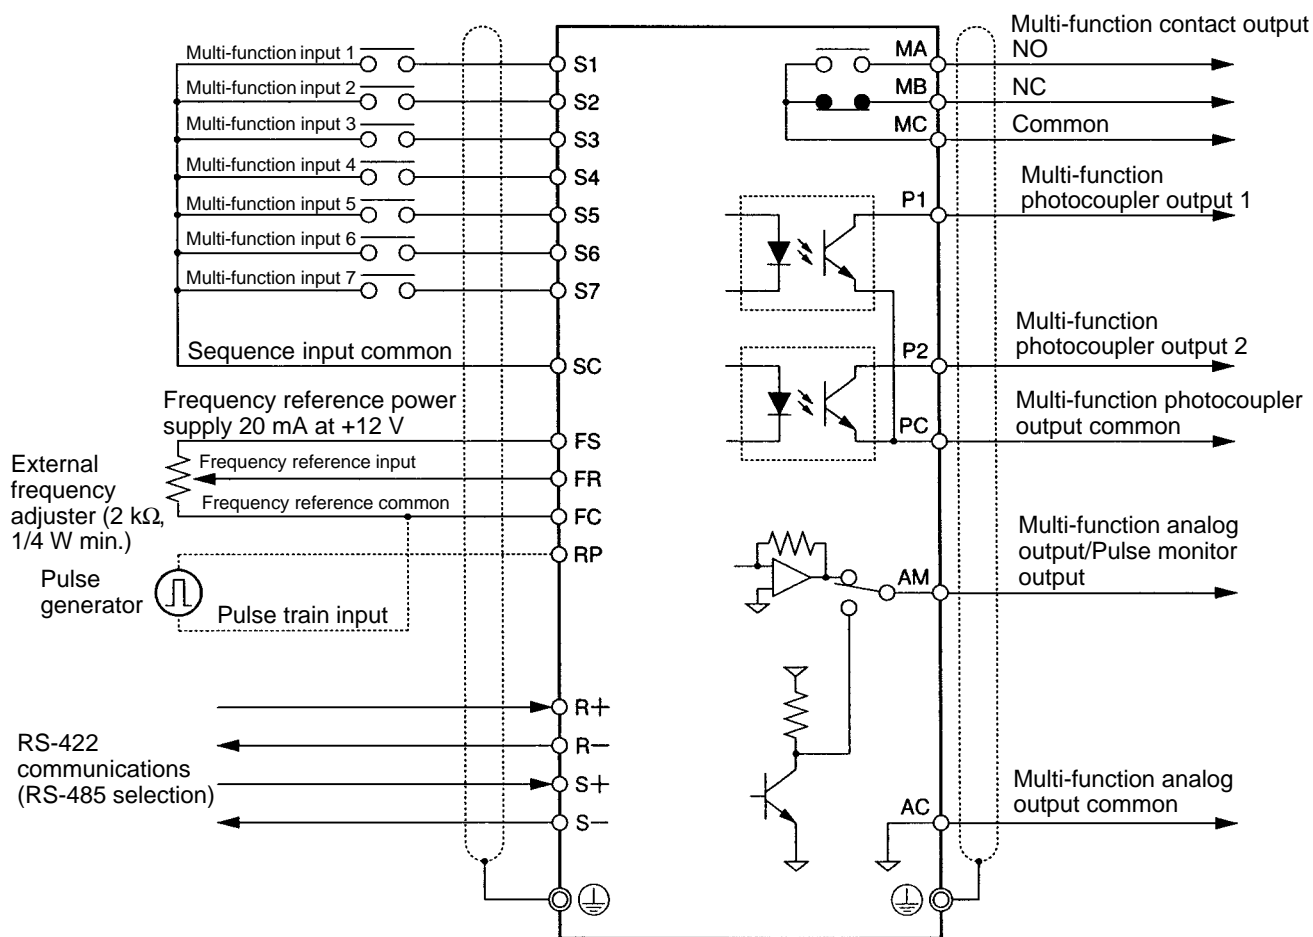 Multi-function input 1
Multi-function input 2
Multi-function input 3
Multi-function input 4
Multi-function input 5
Multi-function input 6
Multi-function input 7
Sequence input common
Frequency reference power
supply 20 mA at +12 V
Frequency reference input
Frequency reference common
External
frequency
adjuster (2 kΩ,
1/4 W min.)
Pulse
generator
Pulse train input
RS-422
communications
(RS-485 selection)
S1
S2
S3
S4
S5
S6
S7
SC
FS
FR
FC
RP
R+
R−
S+
S−
MA
MB
MC
P1
P2
PC
AM
AC
Multi-function contact output
NO
NC
Common
Multi-function
photocoupler output 1
Multi-function
photocoupler output 2
Multi-function photocoupler
output common
Multi-function analog
output/Pulse monitor
output
Multi-function analog
output common